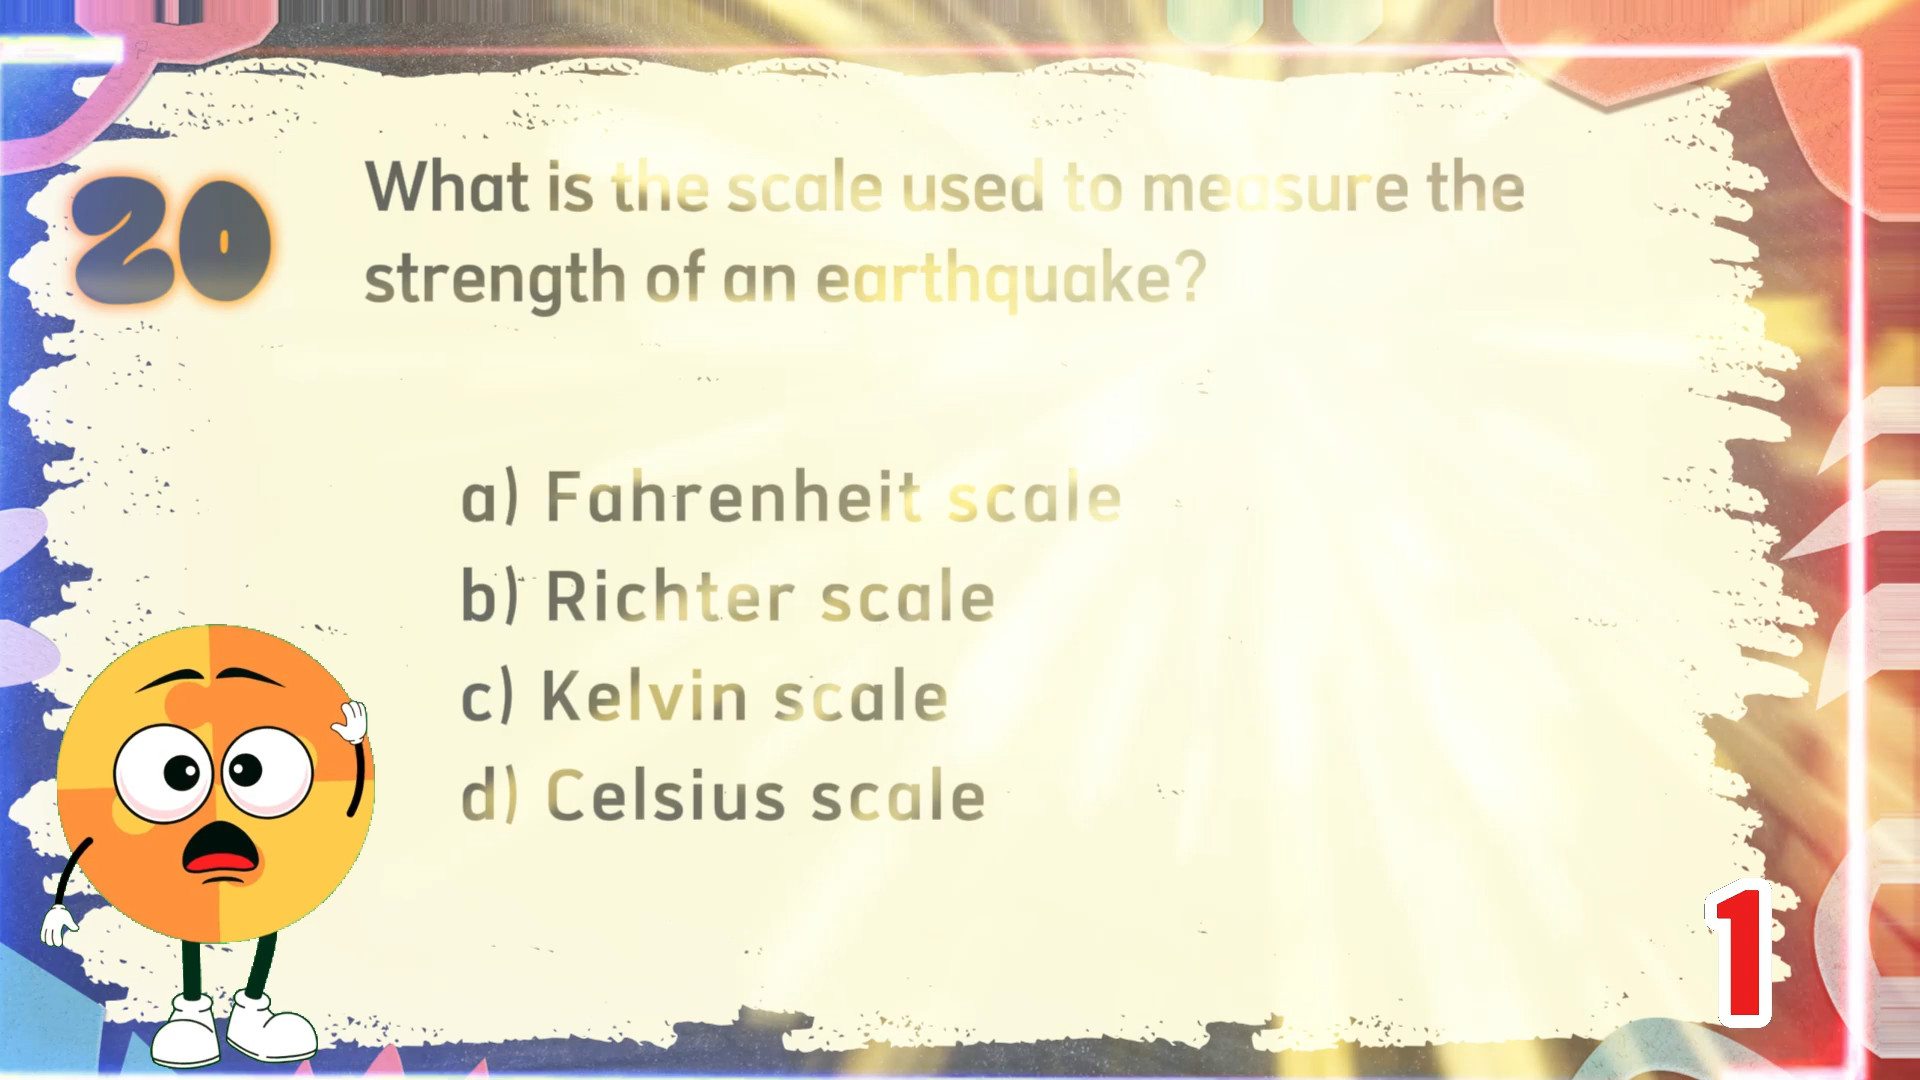 20
What is the scale used to measure the
strength of an earthquake?
a) Fahrenheit scale
b) Richter scale
c) Kelvin scale
d) Celsius scale
1